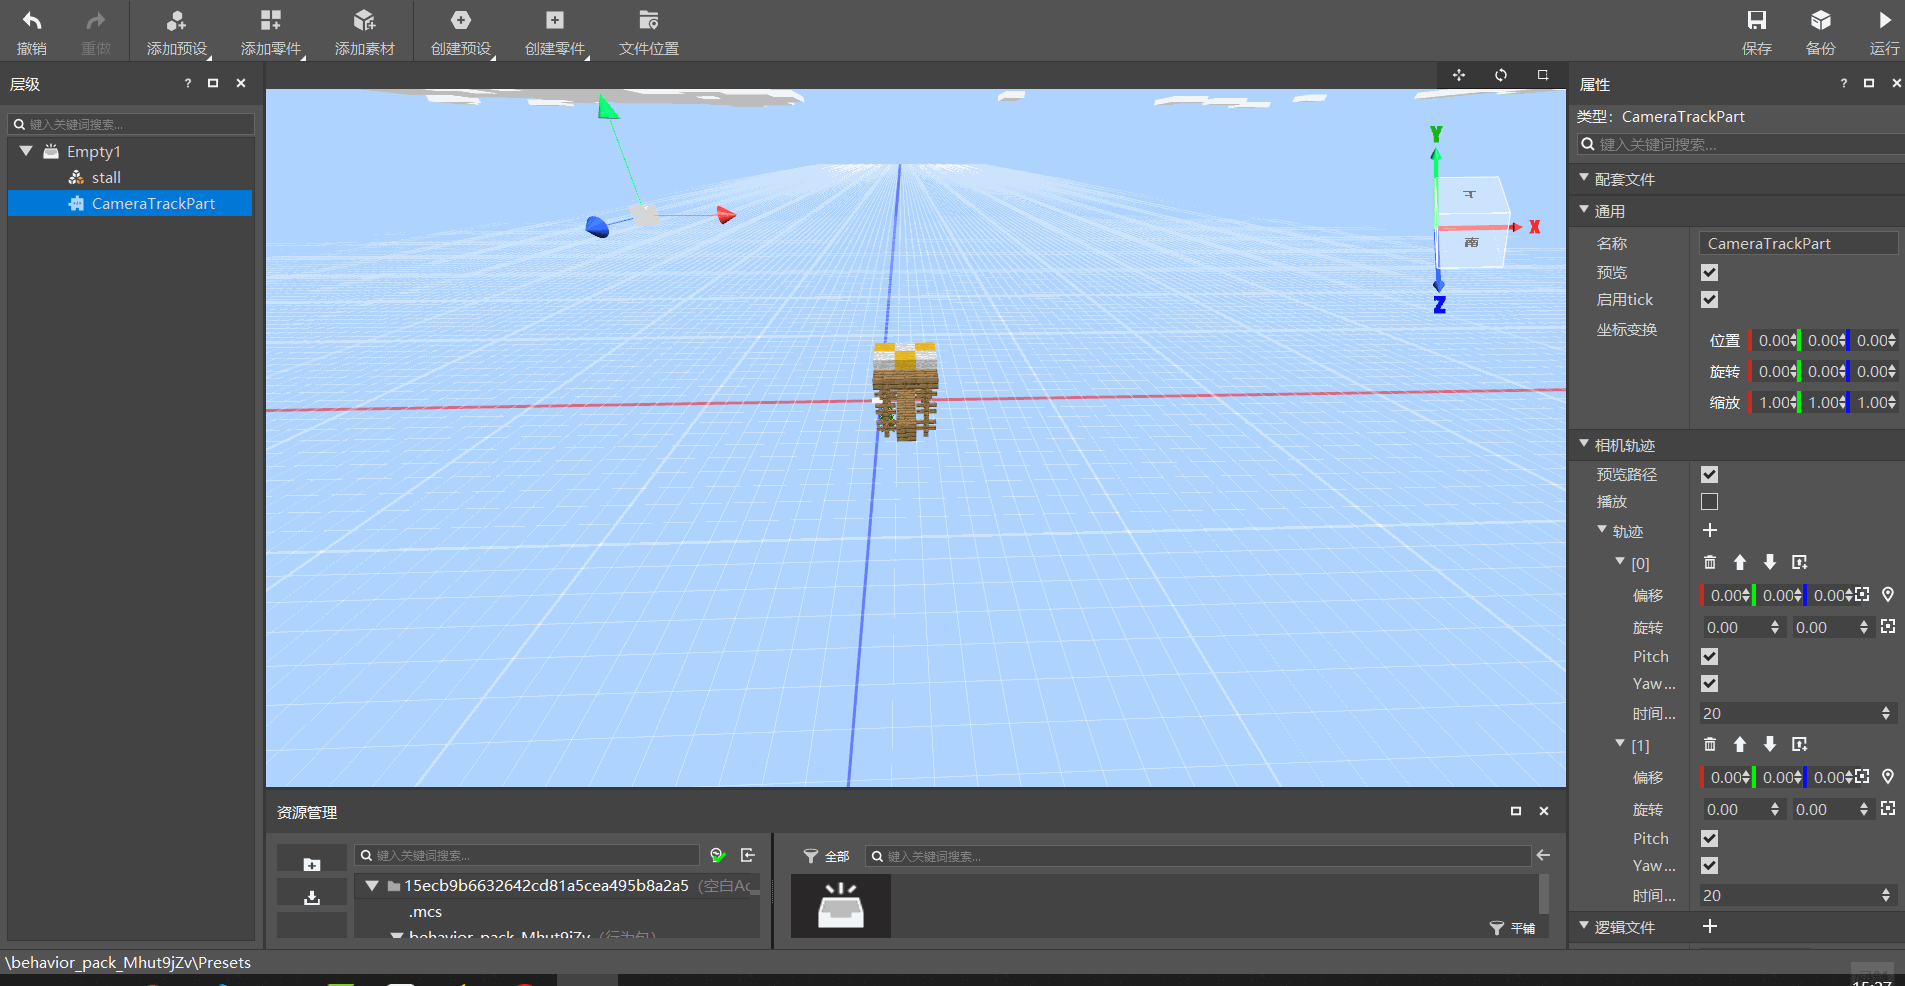 撤销 重做 添加预设 添加零件 添加素材 创建预设 创建零件 文件位置 保存 备份 运行
层级 ?
键入关键词搜索...
Empty1
stall
CameraTrackPart
Y
X
南
Z
属性 ?
类型: CameraTrackPart
键入关键词搜索...
配套文件
通用
名称 CameraTrackPart
预览
启用tick
坐标变换
位置 0.00 0.00 0.00
旋转 0.00 0.00 0.00
缩放 1.00 1.00 1.00
相机轨迹
预览路径
播放
轨迹
[0]
偏移 0.00 0.00 0.00
旋转 0.00 0.00
Pitch
Yaw...
时间... 20
[1]
偏移 0.00 0.00 0.00
旋转 0.00 0.00
Pitch
Yaw...
时间... 20
逻辑文件
资源管理
键入关键词搜索...
15ecb9b6632642cd81a5cea495b8a2a5 (空白Ac
.mcs
behavior_pack_Mhut9jZv (行为包)
全部 键入关键词搜索...
平铺
\behavior_pack_Mhut9jZv\Presets
15:27